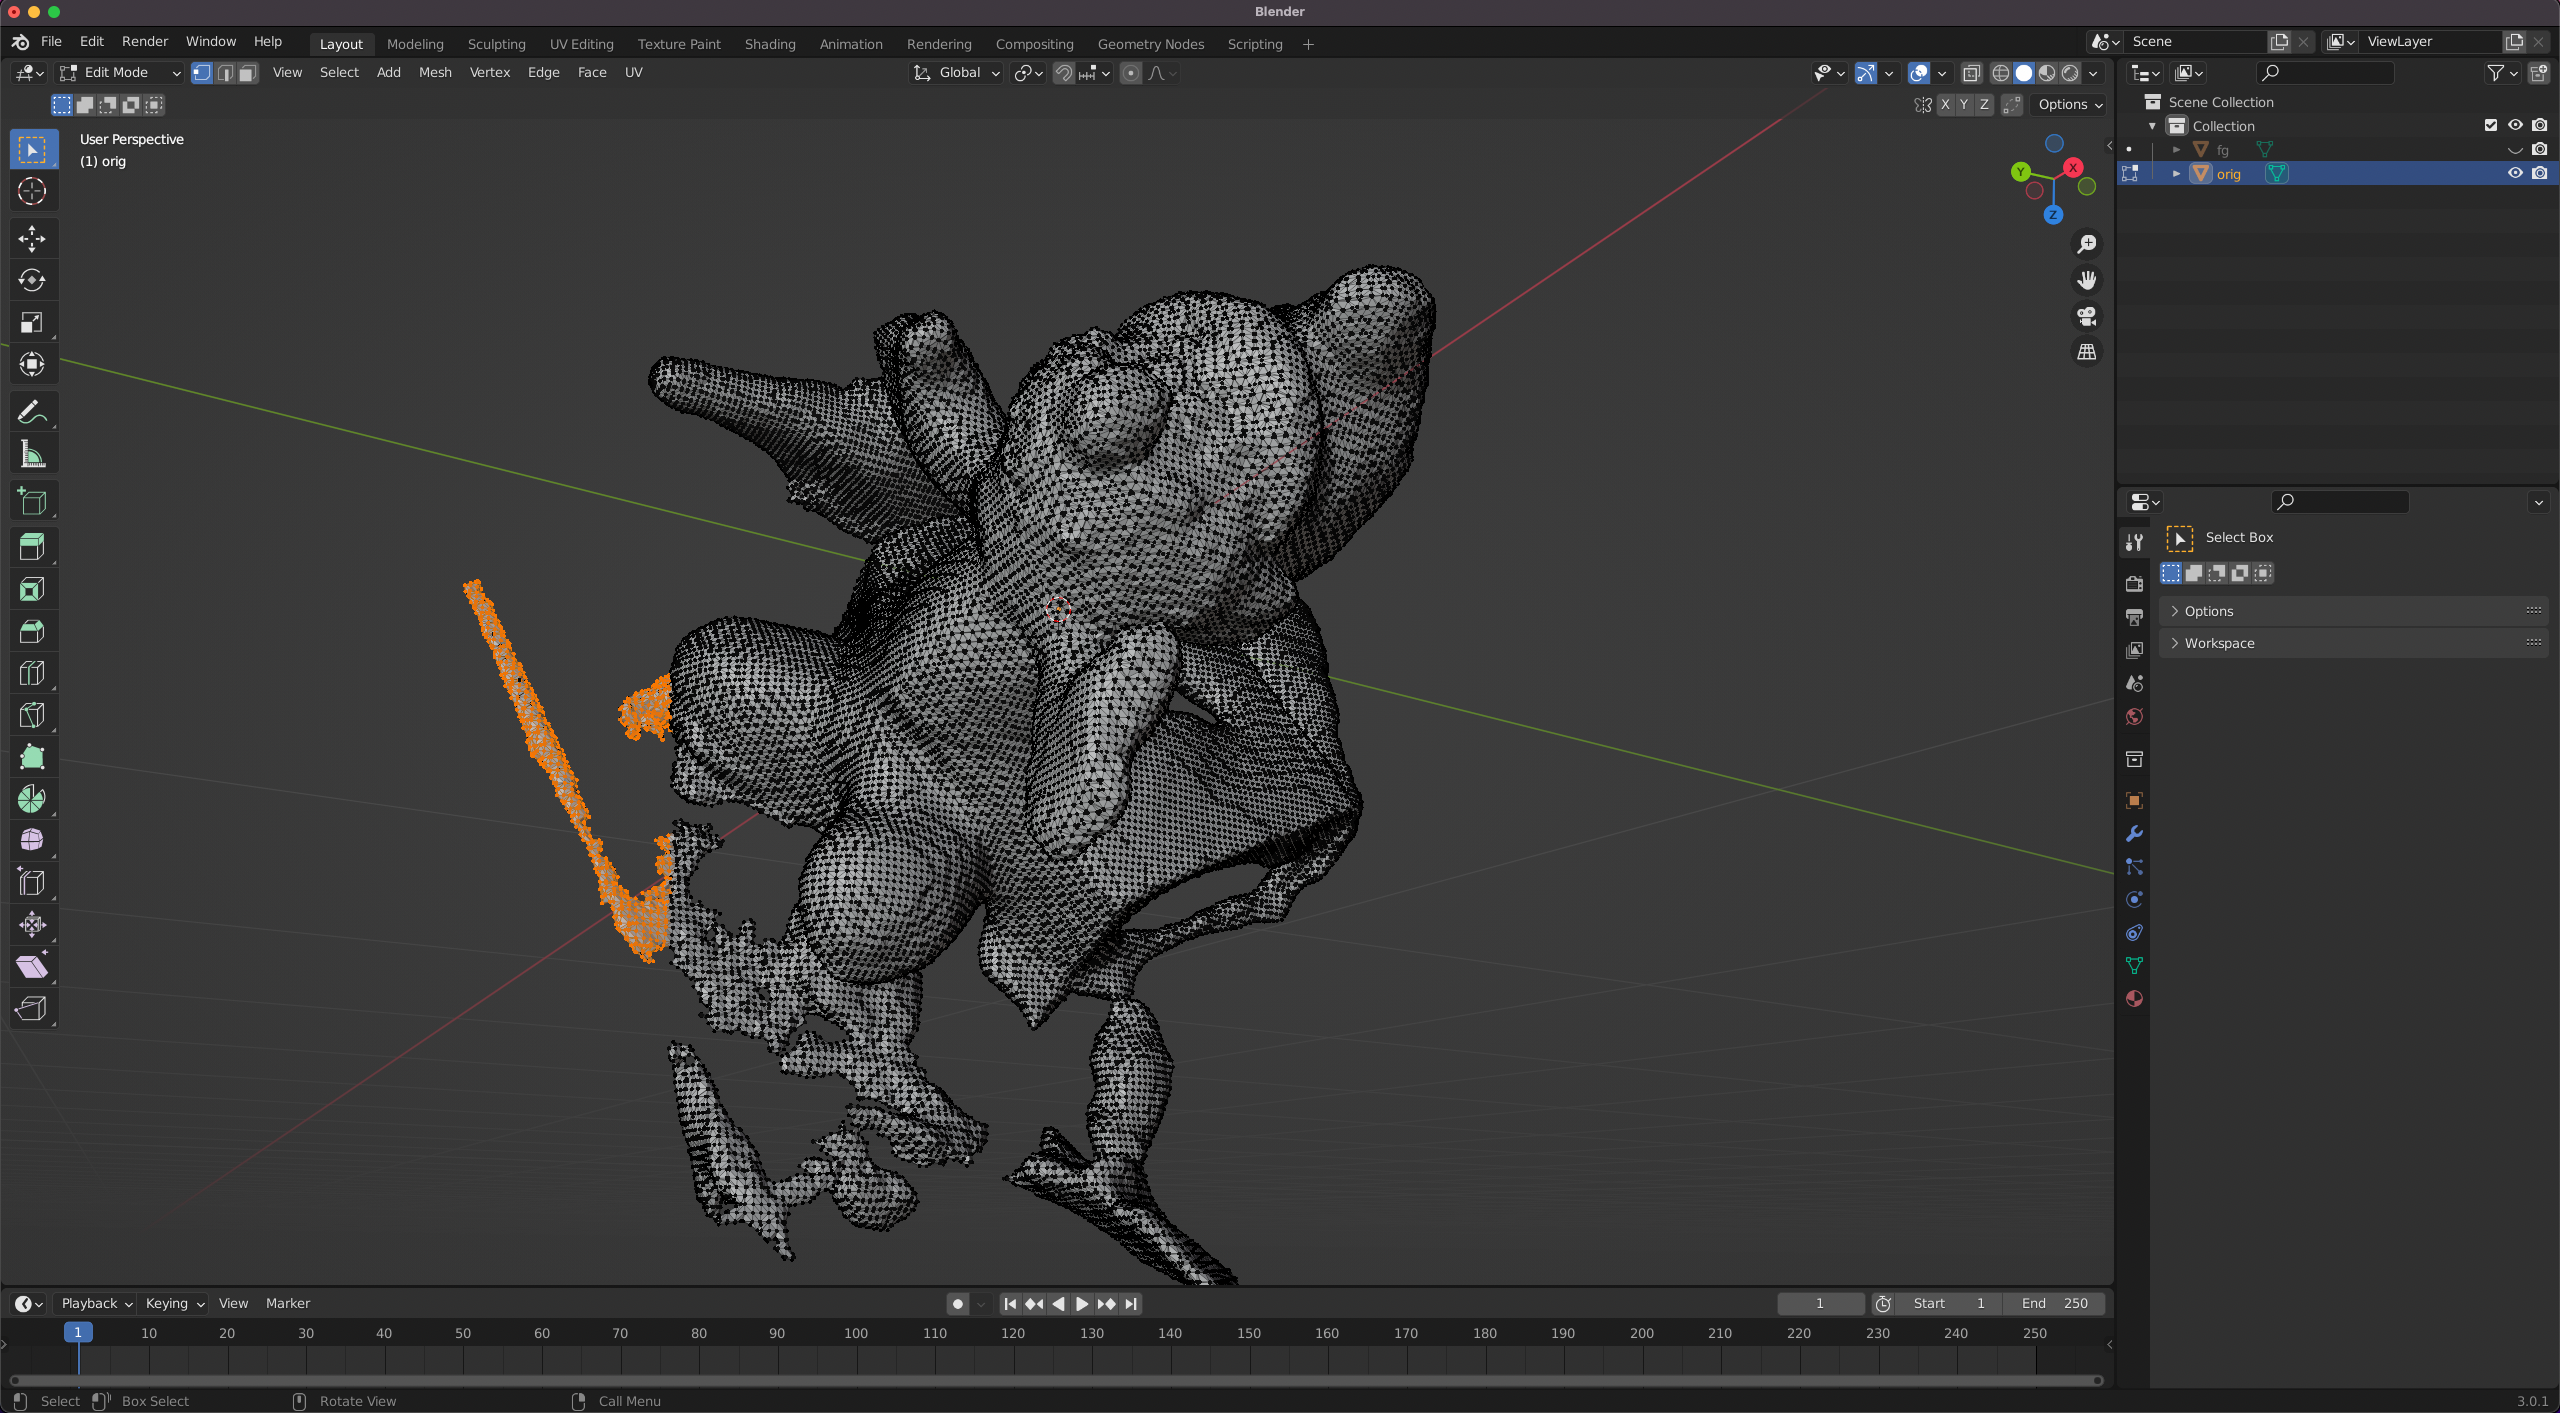 Blender
File Edit Render Window Help Layout Modeling Sculpting UV Editing Texture Paint Shading Animation Rendering Compositing Geometry Nodes Scripting + Scene ViewLayer
Edit Mode View Select Add Mesh Vertex Edge Face UV Global
X Y Z Options
User Perspective
(1) orig
Y X
Z
Scene Collection
Collection
fg
orig
Select Box
Options
Workspace
Playback Keying View Marker 1 Start 1 End 250
1 10 20 30 40 50 60 70 80 90 100 110 120 130 140 150 160 170 180 190 200 210 220 230 240 250
Select Box Select Rotate View Call Menu 3.0.1